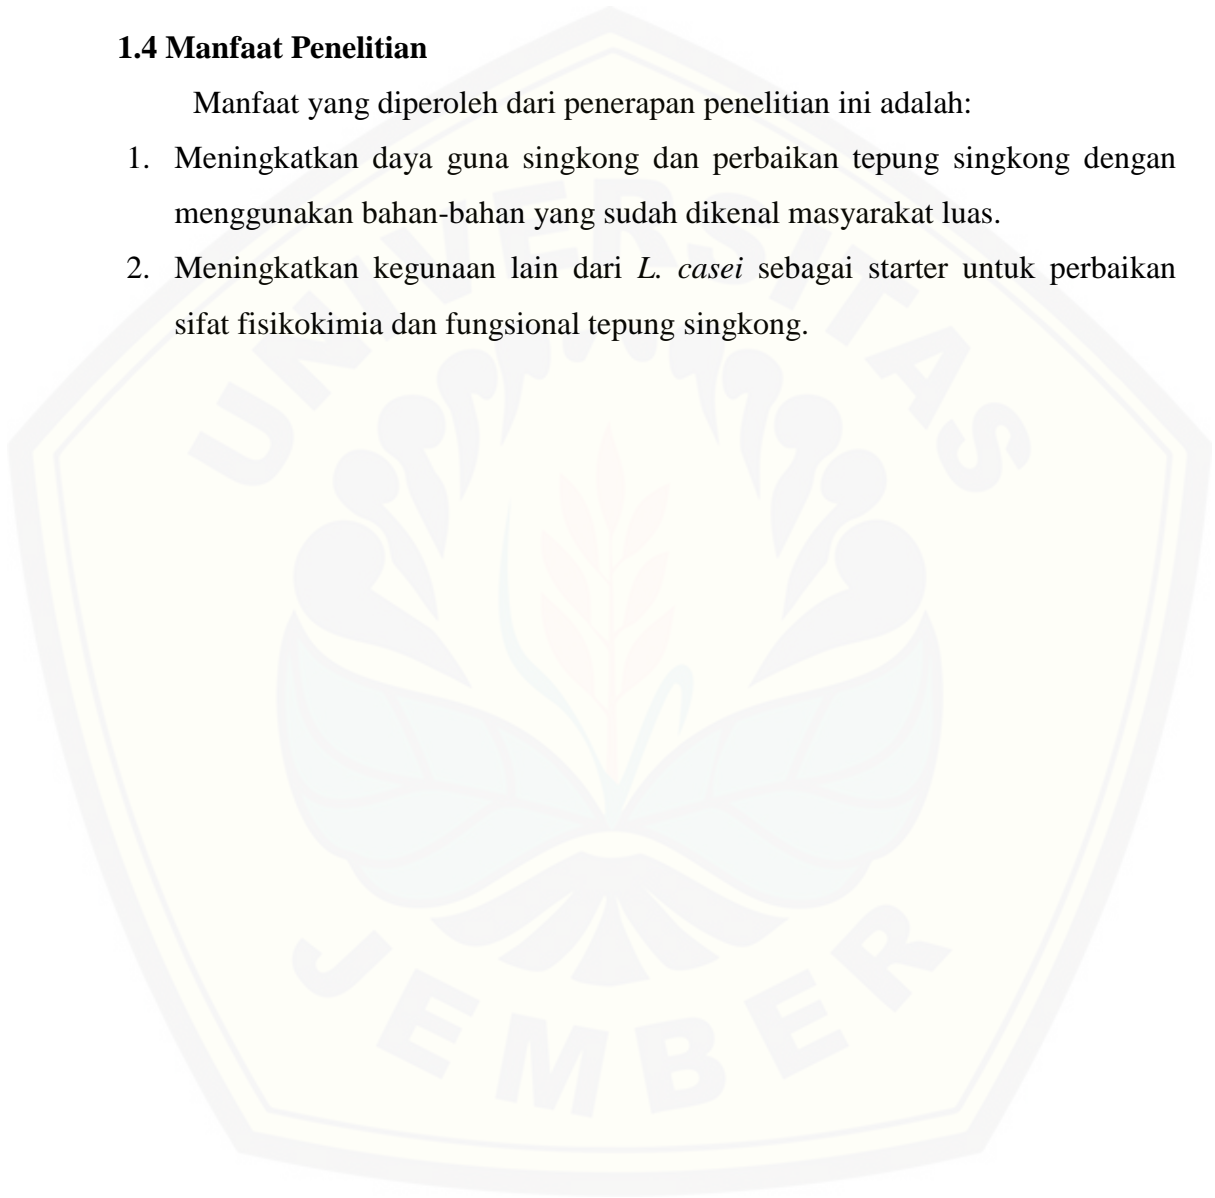 1.4 Manfaat Penelitian
Manfaat yang diperoleh dari penerapan penelitian ini adalah:
1. Meningkatkan daya guna singkong dan perbaikan tepung singkong dengan
menggunakan bahan-bahan yang sudah dikenal masyarakat luas.
2. Meningkatkan kegunaan lain dari L. casei sebagai starter untuk perbaikan
sifat fisikokimia dan fungsional tepung singkong.
UNIVERSITAS
JEMBER